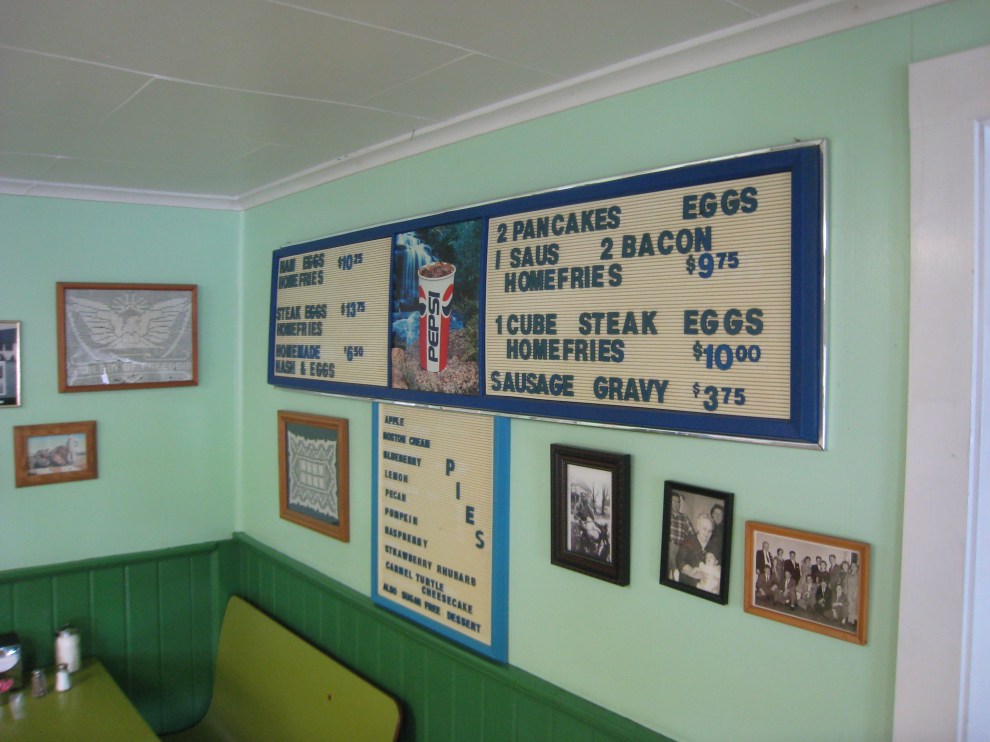 HAM EGGS $10.25
HOMEFRIES
STEAK EGGS $13.75
HOMEFRIES
HOMEMADE $6.50
HASH & EGGS
PEPSI
2 PANCAKES EGGS
1 SAUS 2 BACON
HOMEFRIES $9.75
1 CUBE STEAK EGGS
HOMEFRIES $10.00
SAUSAGE GRAVY $3.75
PIES
APPLE
BOSTON CREAM
BLUEBERRY
LEMON
PECAN
PUMPKIN
RASPBERRY
STRAWBERRY RHUBARB
CARMEL TURTLE
CHEESECAKE
ALSO SUGAR FREE DESSERT